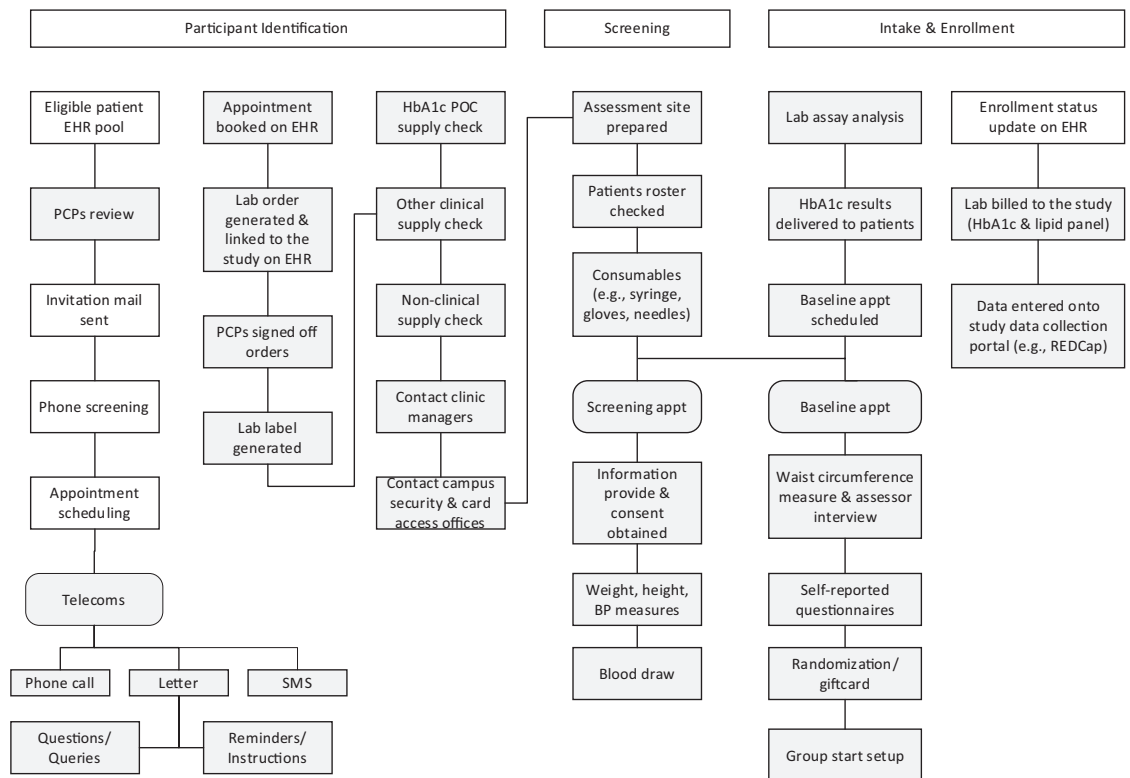 Participant Identification
Screening
Intake & Enrollment
Eligible patient
EHR pool
PCPs review
Invitation mail
sent
Phone screening
Appointment
scheduling
Telecoms
Phone call
Letter
SMS
Questions/
Queries
Reminders/
Instructions
Appointment
booked on EHR
Lab order
generated &
linked to the
study on EHR
PCPs signed off
orders
Lab label
generated
HbA1c POC
supply check
Other clinical
supply check
Non-clinical
supply check
Contact clinic
managers
Contact campus
security & card
access offices
Assessment site
prepared
Patients roster
checked
Consumables
(e.g., syringe,
gloves, needles)
Screening appt
Information
provide &
consent
obtained
Weight, height,
BP measures
Blood draw
Lab assay analysis
HbA1c results
delivered to patients
Baseline appt
scheduled
Baseline appt
Waist circumference
measure & assessor
interview
Self-reported
questionnaires
Randomization/
giftcard
Group start setup
Enrollment status
update on EHR
Lab billed to the study
(HbA1c & lipid panel)
Data entered onto
study data collection
portal (e.g., REDCap)